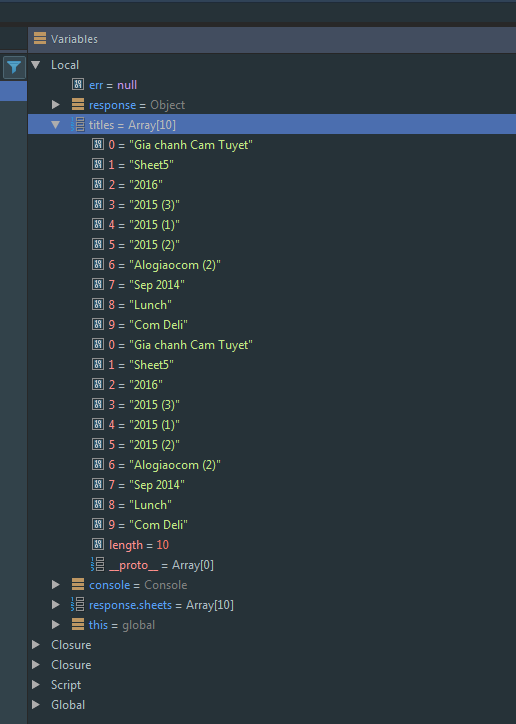 Variables
Local
err = null
response = Object
titles = Array[10]
0 = "Gia chanh Cam Tuyet"
1 = "Sheet5"
2 = "2016"
3 = "2015 (3)"
4 = "2015 (1)"
5 = "2015 (2)"
6 = "Alogiaocom (2)"
7 = "Sep 2014"
8 = "Lunch"
9 = "Com Deli"
0 = "Gia chanh Cam Tuyet"
1 = "Sheet5"
2 = "2016"
3 = "2015 (3)"
4 = "2015 (1)"
5 = "2015 (2)"
6 = "Alogiaocom (2)"
7 = "Sep 2014"
8 = "Lunch"
9 = "Com Deli"
length = 10
__proto__ = Array[0]
console = Console
response.sheets = Array[10]
this = global
Closure
Closure
Script
Global